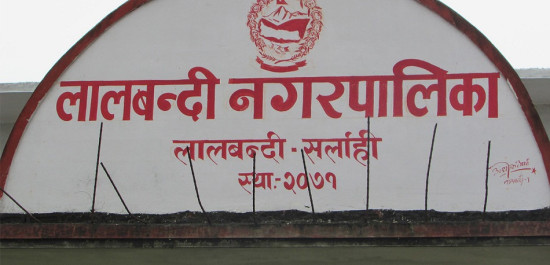 लालबन्दी नगरपालिका
लालबन्दी - सर्लाही
स्था:-२०७१